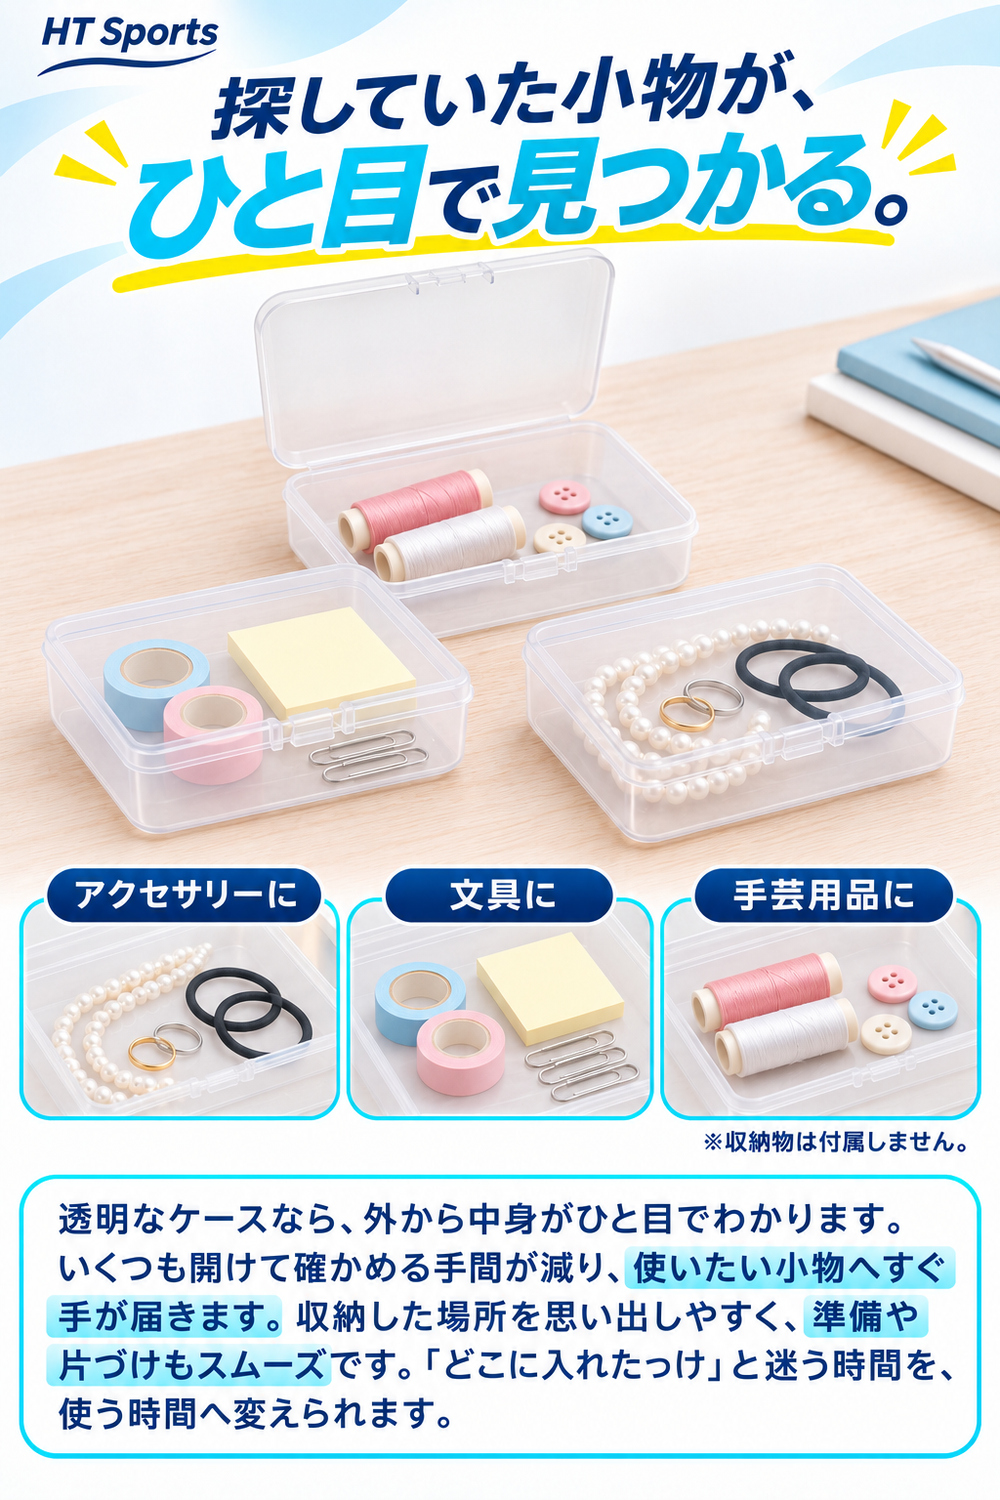 HT Sports
探していた小物が、
ひと目で見つかる。
アクセサリーに
文具に
手芸用品に
※収納物は付属しません。
透明なケースなら、外から中身がひと目でわかります。
いくつも開けて確かめる手間が減り、使いたい小物へすぐ
手が届きます。収納した場所を思い出しやすく、準備や
片づけもスムーズです。「どこに入れたっけ」と迷う時間を、
使う時間へ変えられます。